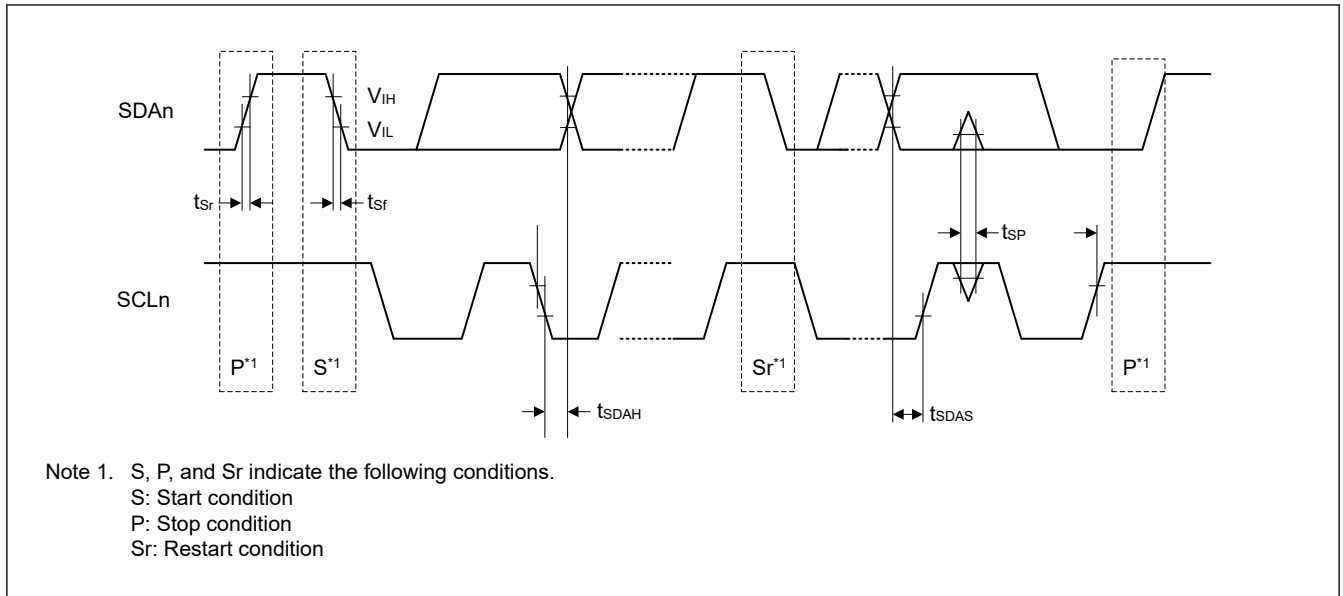 SDAn
VIH
VIL
tSr
tSf
tSP
SCLn
P*1
S*1
Sr*1
P*1
tSDAH
tSDAS
Note 1. S, P, and Sr indicate the following conditions.
S: Start condition
P: Stop condition
Sr: Restart condition